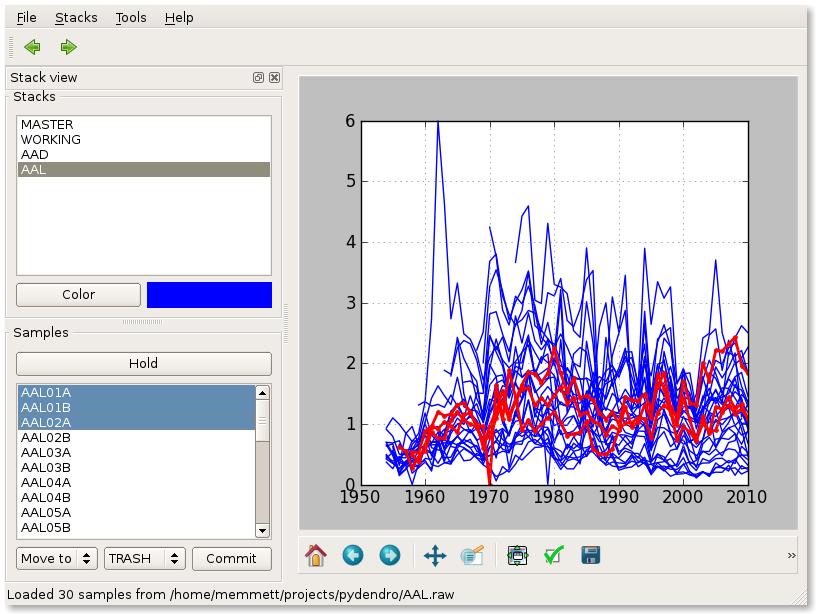 File Stacks Tools Help
Stack view
Stacks
MASTER
WORKING
AAD
AAL
Color
Samples
Hold
AAL01A
AAL01B
AAL02A
AAL02B
AAL03A
AAL03B
AAL04A
AAL04B
AAL05A
AAL05B
Move to TRASH Commit
6
5
4
3
2
1
0
1950 1960 1970 1980 1990 2000 2010
»
Loaded 30 samples from /home/memmett/projects/pydendro/AAL.raw